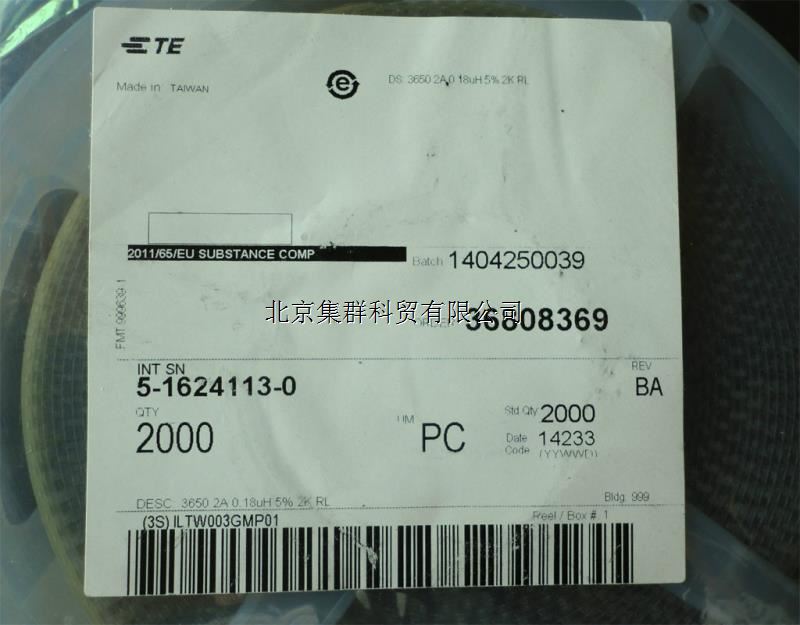 TE
Made in TAIWAN
e
DS: 3650 2A 0.18uH 5% 2K RL
2011/65/EU SUBSTANCE COMP
Batch 1404250039
FMT 999639 1
北京集群科贸有限公司
ORDER 36808369
INT SN
5-1624113-0
REV
BA
QTY
2000
UM
PC
Std Qty 2000
Date Code 14233
(YYWWD)
DESC 3650 2A 0.18uH 5% 2K RL
Bldg: 999
(3S) ILTW003GMP01
Reel / Box # 1